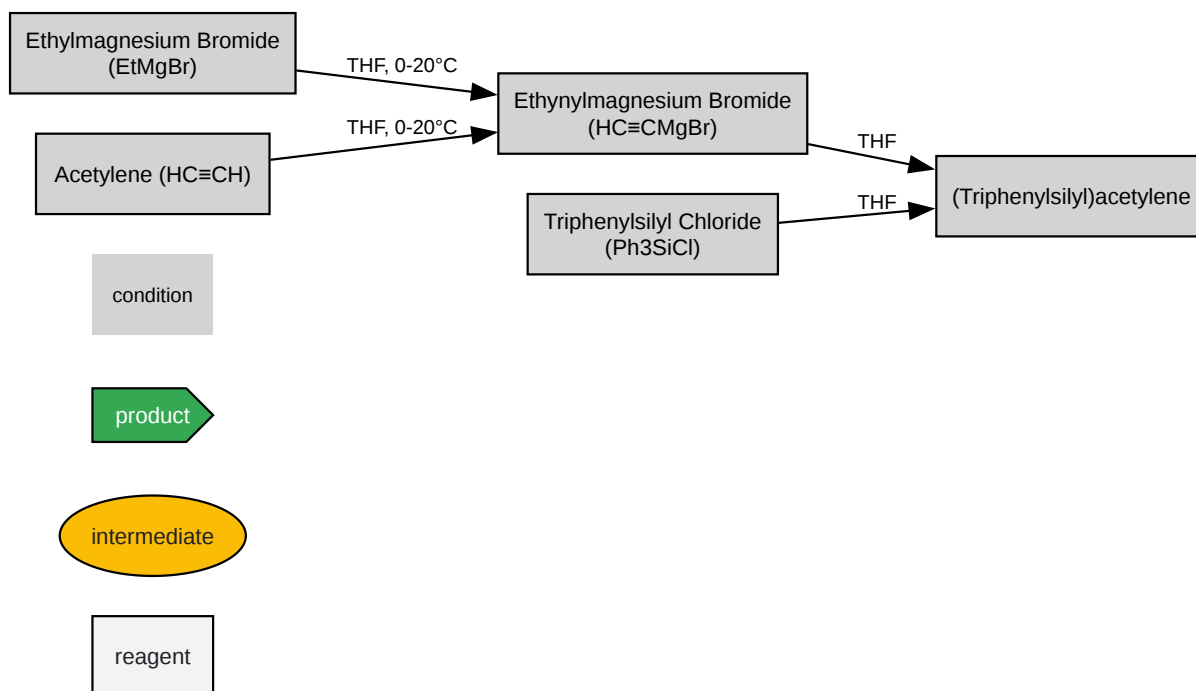 Ethylmagnesium Bromide
(EtMgBr)
THF, 0-20°C
Acetylene (HC≡CH)
THF, 0-20°C
Ethynylmagnesium Bromide
(HC≡CMgBr)
THF
Triphenylsilyl Chloride
(Ph3SiCl)
THF
(Triphenylsilyl)acetylene
condition
product
intermediate
reagent